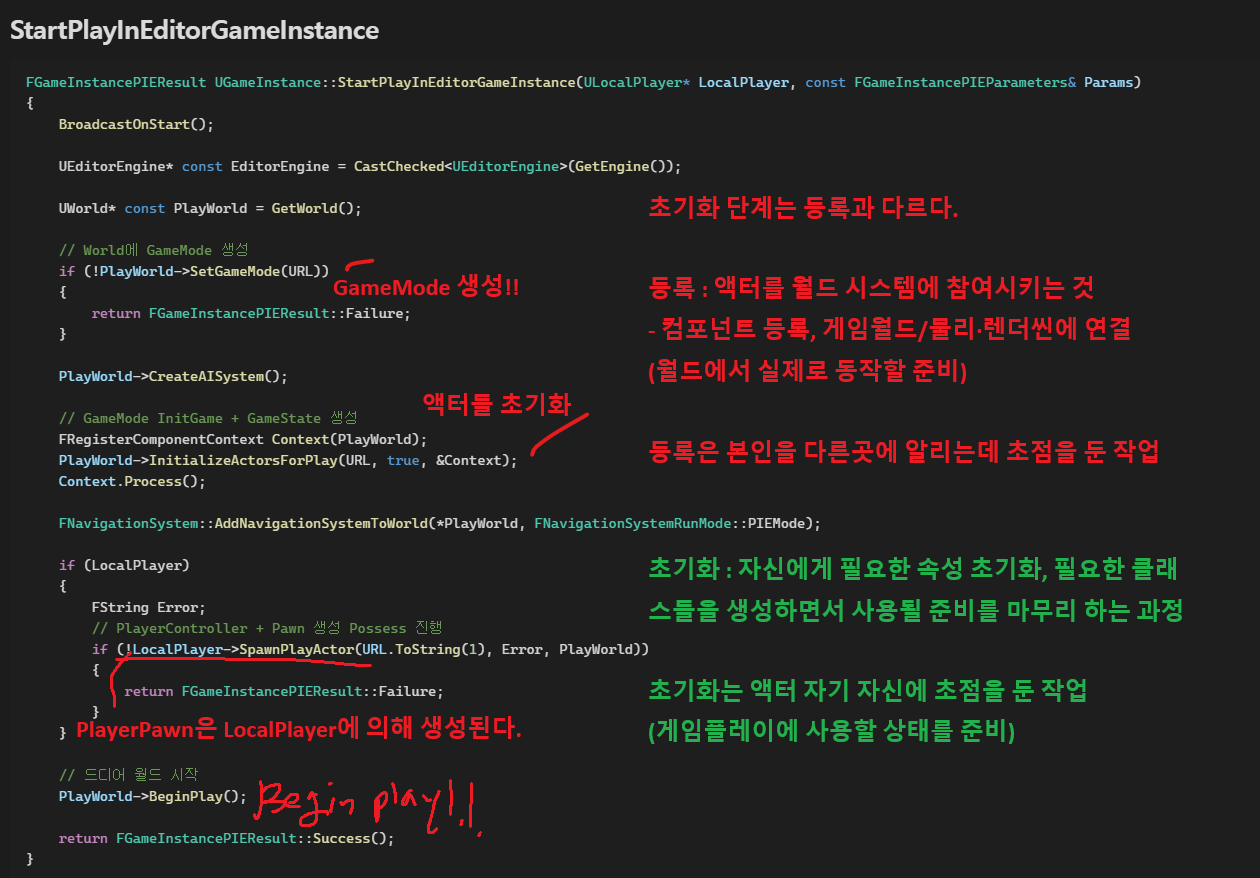 StartPlayInEditorGameInstance
FGameInstancePIEResult UGameInstance::StartPlayInEditorGameInstance(ULocalPlayer* LocalPlayer, const FGameInstancePIEParameters& Params)
{
BroadcastOnStart();
UEditorEngine* const EditorEngine = CastChecked<UEditorEngine>(GetEngine());
UWorld* const PlayWorld = GetWorld();
초기화 단계는 등록과 다르다.
// World에 GameMode 생성
if (!PlayWorld->SetGameMode(URL))
GameMode 생성!!
등록 : 액터를 월드 시스템에 참여시키는 것
{
return FGameInstancePIEResult::Failure;
- 컴포넌트 등록, 게임월드/물리·렌더씬에 연결
}
PlayWorld->CreateAISystem();
(월드에서 실제로 동작할 준비)
액터들 초기화
// GameMode InitGame + GameState 생성
FRegisterComponentContext Context(PlayWorld);
등록은 본인을 다른곳에 알리는데 초점을 둔 작업
PlayWorld->InitializeActorsForPlay(URL, true, &Context);
Context.Process();
FNavigationSystem::AddNavigationSystemToWorld(*PlayWorld, FNavigationSystemRunMode::PIEMode);
if (LocalPlayer)
초기화 : 자신에게 필요한 속성 초기화, 필요한 클래
{
FString Error;
스들을 생성하면서 사용될 준비를 마무리 하는 과정
// PlayerController + Pawn 생성 Possess 진행
if (!LocalPlayer->SpawnPlayActor(URL.ToString(1), Error, PlayWorld))
{
return FGameInstancePIEResult::Failure;
초기화는 액터 자기 자신에 초점을 둔 작업
}
} PlayerPawn은 LocalPlayer에 의해 생성된다.
(게임플레이에 사용할 상태를 준비)
// 드디어 월드 시작
PlayWorld->BeginPlay();
Begin play!!
return FGameInstancePIEResult::Success();
}